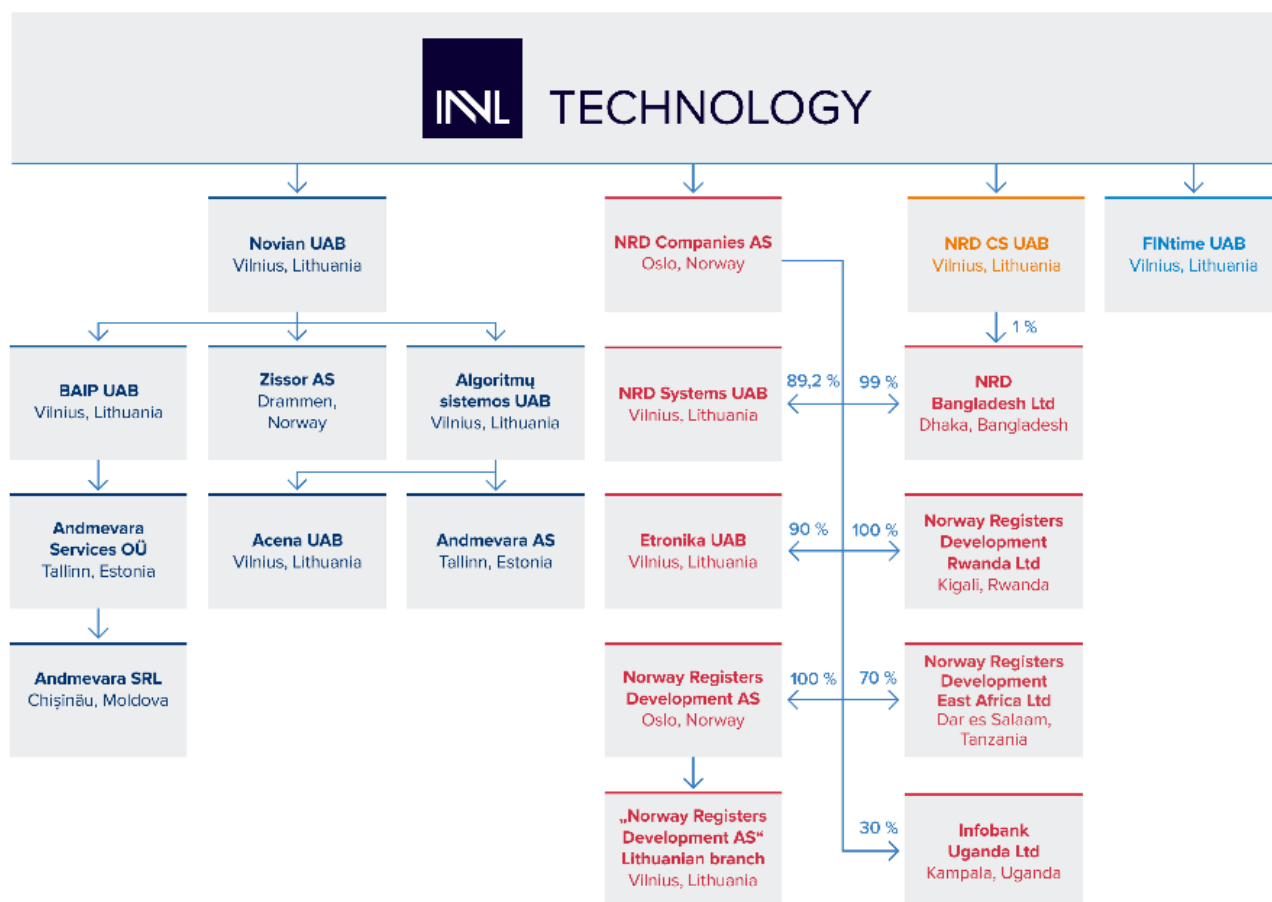 INVL TECHNOLOGY
Novian UAB
Vilnius, Lithuania
NRD Companies AS
Oslo, Norway
NRD CS UAB
Vilnius, Lithuania
FINtime UAB
Vilnius, Lithuania
1 %
BAIP UAB
Vilnius, Lithuania
Zissor AS
Drammen,
Norway
Algoritmų
sistemos UAB
Vilnius, Lithuania
NRD Systems UAB
Vilnius, Lithuania
89,2 %
99 %
NRD
Bangladesh Ltd
Dhaka, Bangladesh
Andmevara
Services OÜ
Tallinn, Estonia
Acena UAB
Vilnius, Lithuania
Andmevara AS
Tallinn, Estonia
Etronika UAB
Vilnius, Lithuania
90 %
100 %
Norway Registers
Development
Rwanda Ltd
Kigali, Rwanda
Andmevara SRL
Chișinău, Moldova
Norway Registers
Development AS
Oslo, Norway
100 %
70 %
Norway Registers
Development
East Africa Ltd
Dar es Salaam,
Tanzania
„Norway Registers
Development AS“
Lithuanian branch
Vilnius, Lithuania
30 %
Infobank
Uganda Ltd
Kampala, Uganda